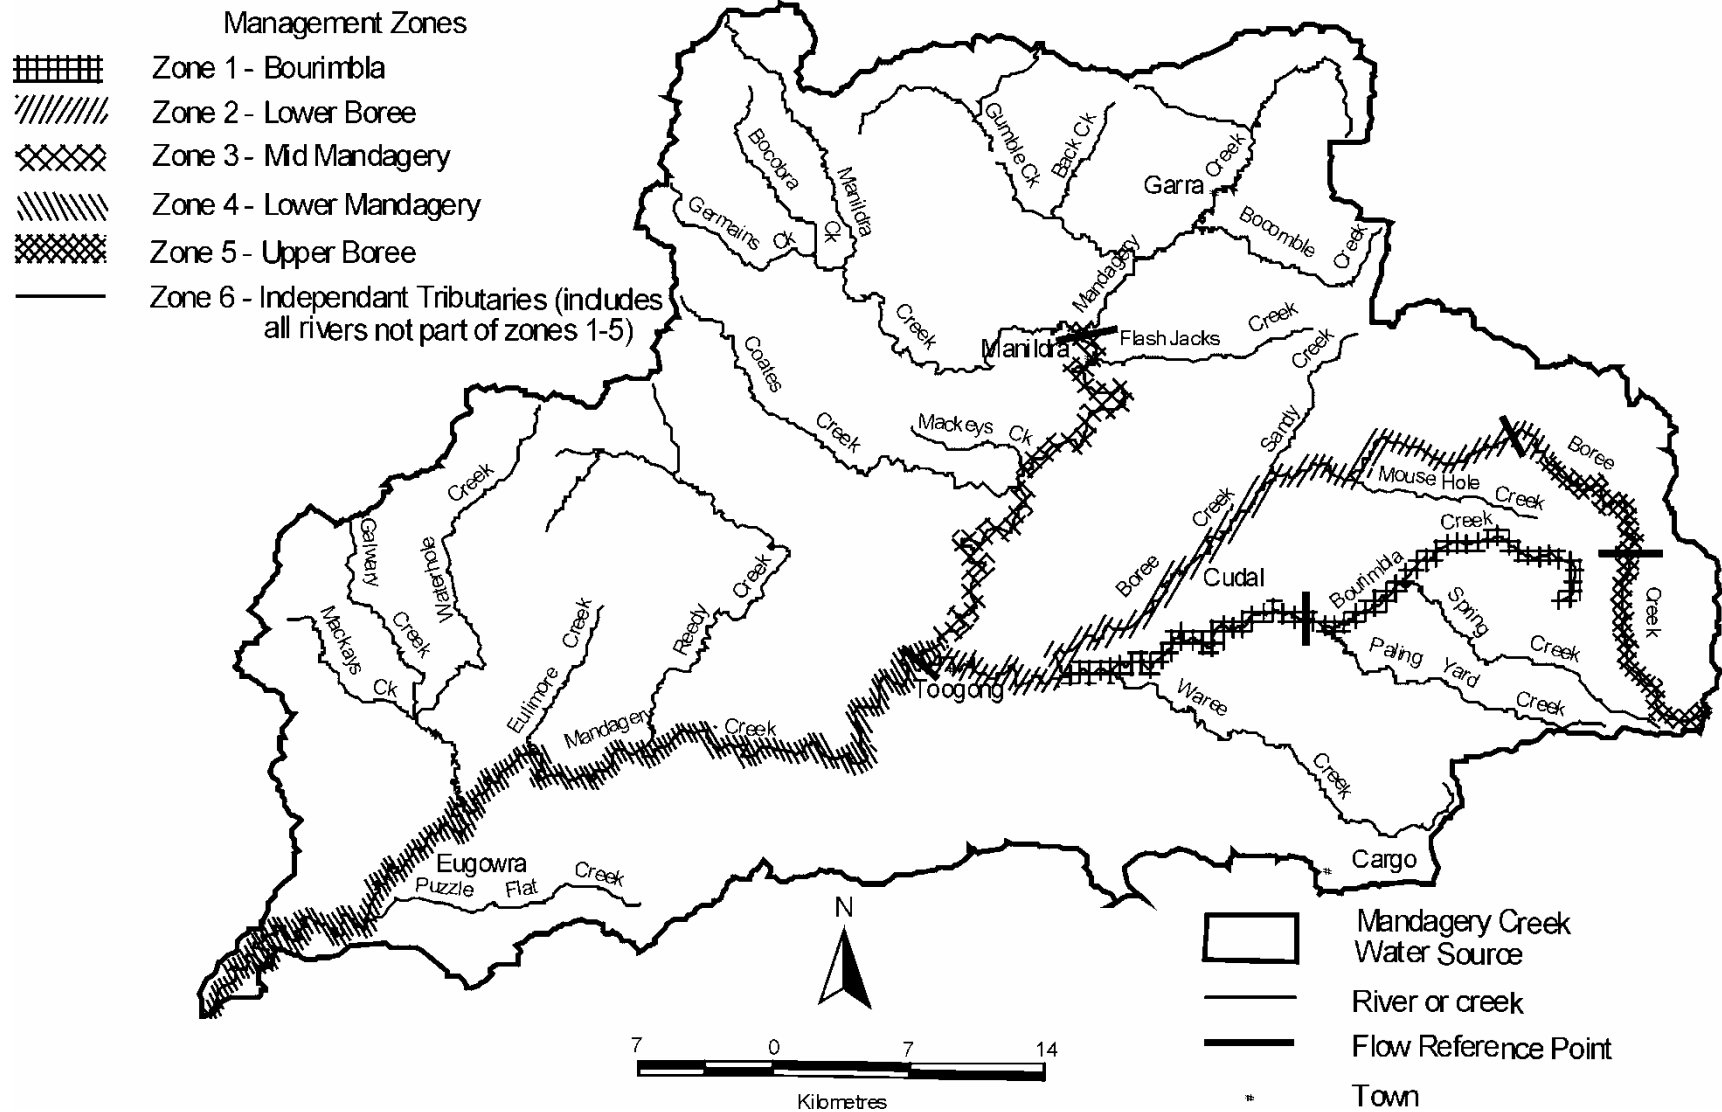 Management Zones
Zone 1 - Bourimbla
Zone 2 - Lower Boree
Zone 3 - Mid Mandagery
Zone 4 - Lower Mandagery
Zone 5 - Upper Boree
Zone 6 - Independant Tributaries (includes
all rivers not part of zones 1-5)
Bocobra
Ck
Manildra
Creek
Germains
Ck
Gumble Ck
Back Ck
Creek
Garra
Bocomble
Creek
Mandagery
Manildra
Flash Jacks
Creek
Creek
Sandy
Coates
Creek
Mackeys
Ck
Boree
Creek
Mouse Hole
Creek
Creek
Bourimbla
Boree
Creek
Cudal
Spring
Creek
Paling
Yard
Creek
Waree
Creek
Toogong
Creek
Waterhole
Galwary
Creek
Mackays
Ck
Eulimore
Creek
Reedy
Creek
Mandagery
Creek
Eugowra
Puzzle
Flat
Creek
Cargo
N
7
0
7
14
Kilometres
Mandagery Creek
Water Source
River or creek
Flow Reference Point
Town